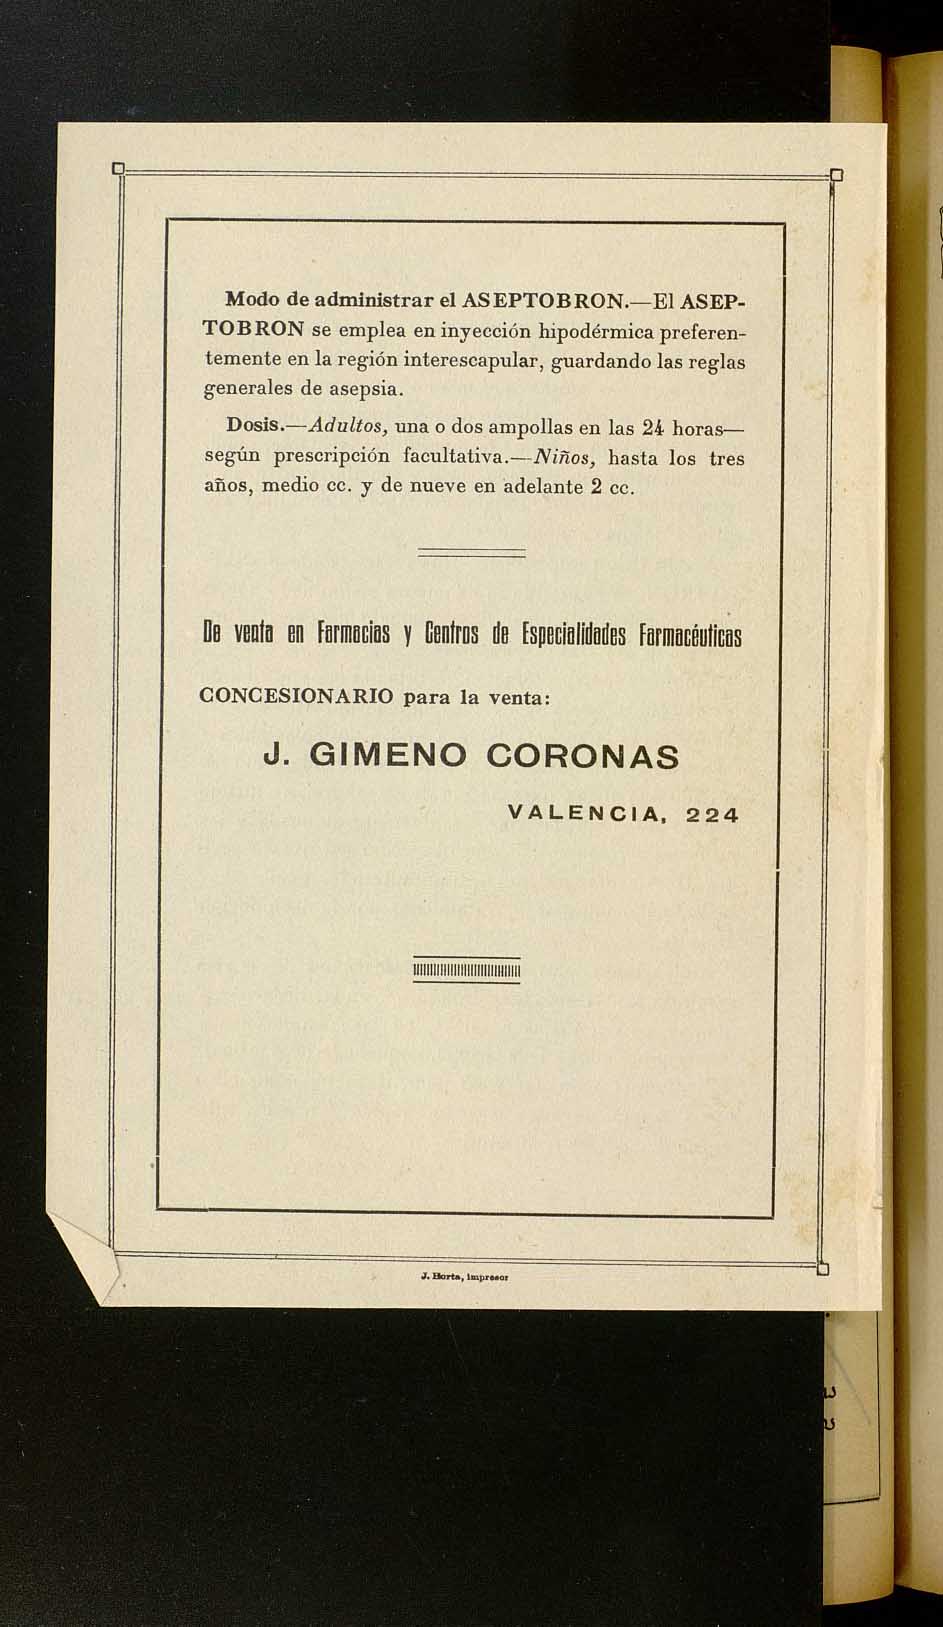 Modo de administrar el ASEPTOBRON.—El ASEP-
TOBRON se emplea en inyección hipodérmica preferen-
temente en la región interescapular, guardando las reglas
generales de asepsia.
Dosis.—Adultos, una o dos ampollas en las 24 horas—
según prescripción facultativa.—Niños, hasta los tres
años, medio cc. y de nueve en adelante 2 cc.
De venta en Farmacias y Centros de Especialidades Farmacéuticas
CONCESIONARIO para la venta:
J. GIMENO CORONAS
VALENCIA, 224
J. Horta, impresor